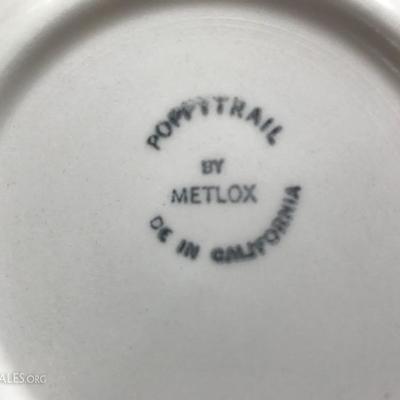 POPPYTRAIL
BY
METLOX
DE IN CALIFORNIA
ALES.ORG